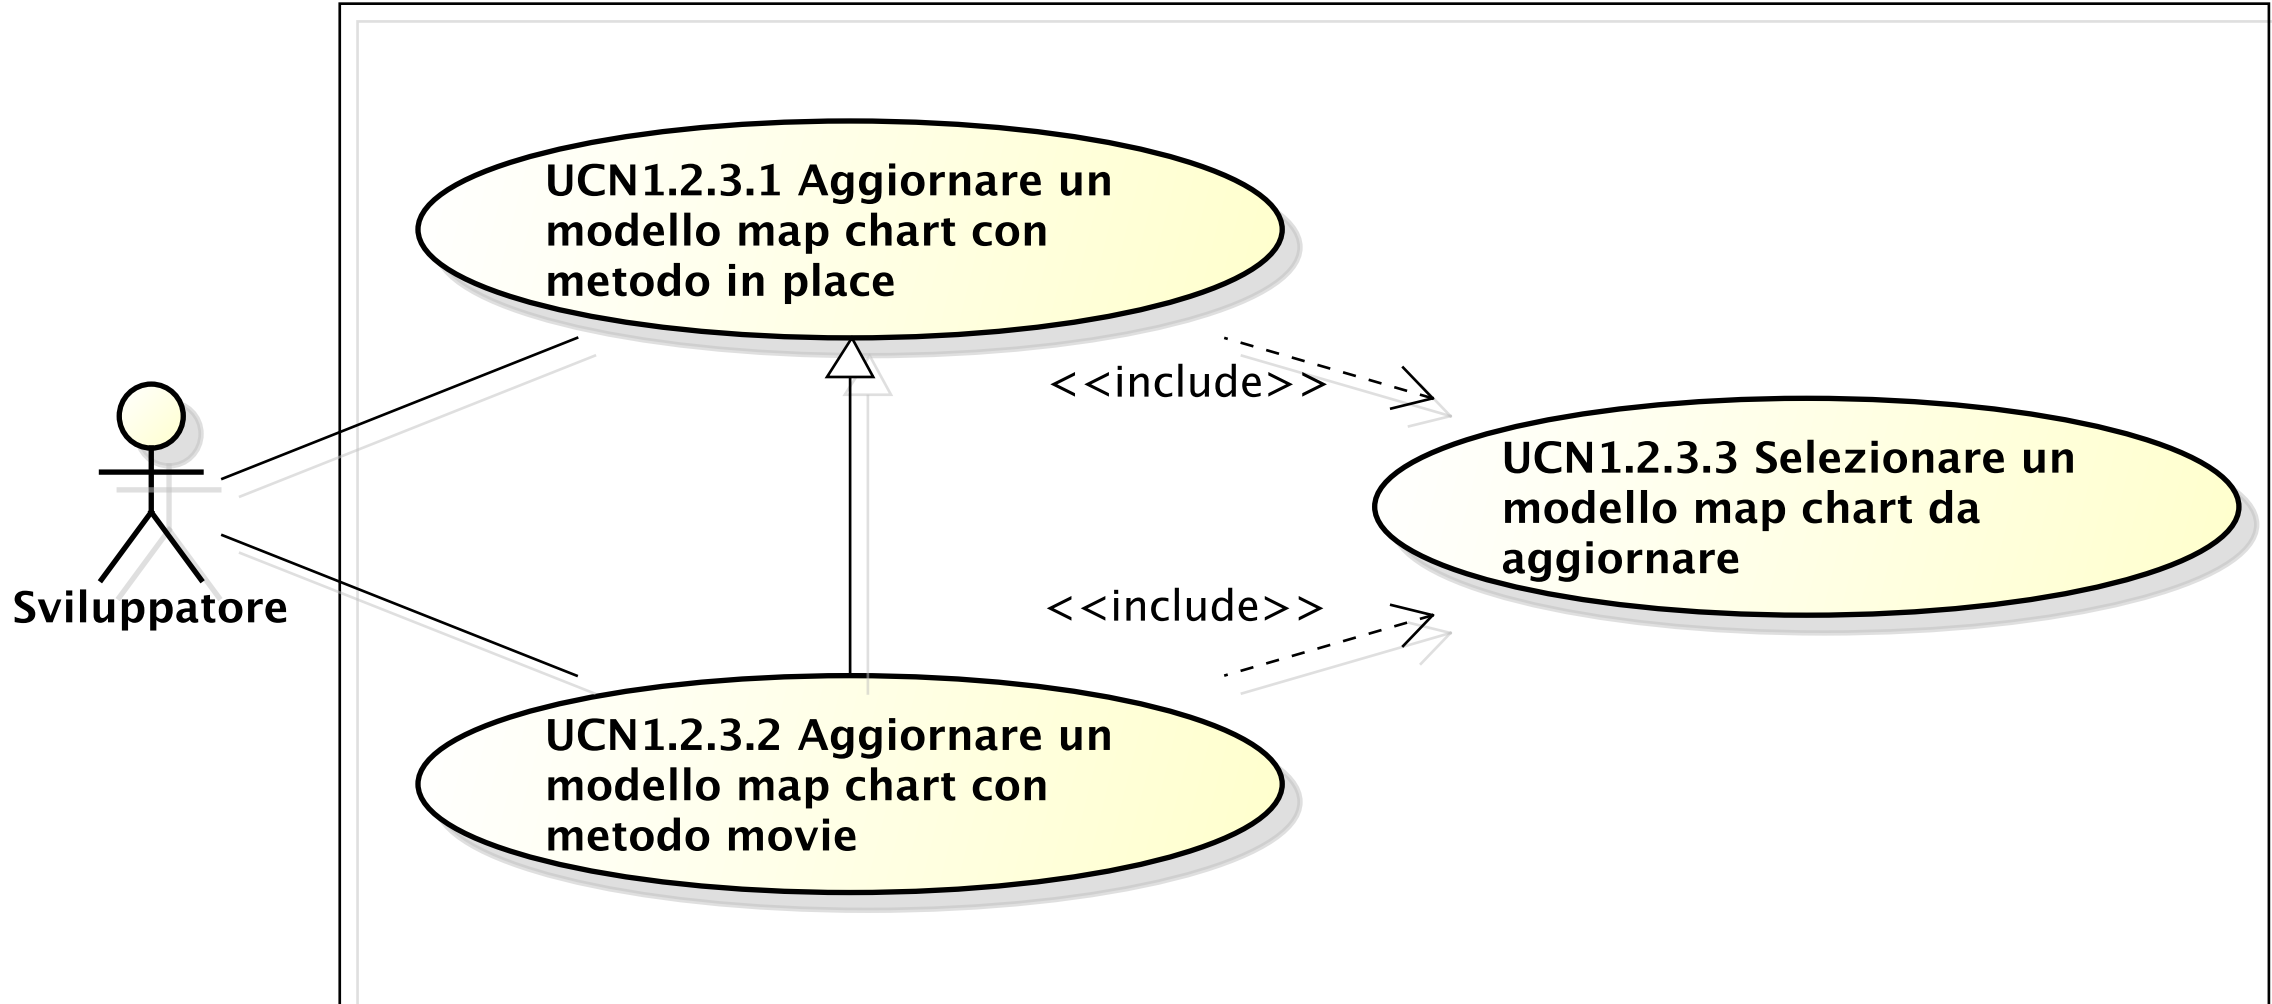 UCN1.2.3.1 Aggiornare un
modello map chart con
metodo in place
<<include>>
UCN1.2.3.3 Selezionare un
modello map chart da
aggiornare
Sviluppatore
<<include>>
UCN1.2.3.2 Aggiornare un
modello map chart con
metodo movie